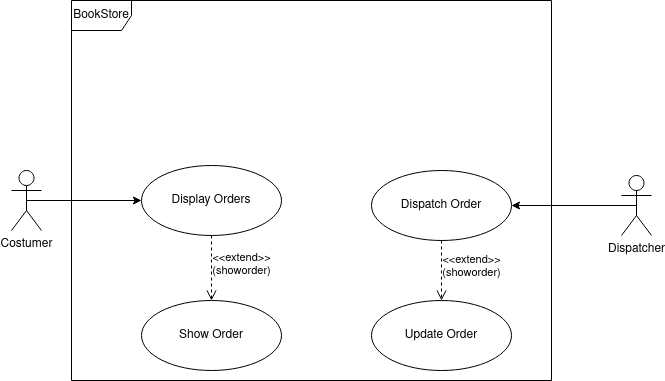 BookStore
Display Orders
Dispatch Order
Costumer
Dispatcher
<<extend>>
(showorder)
<<extend>>
(showorder)
Show Order
Update Order